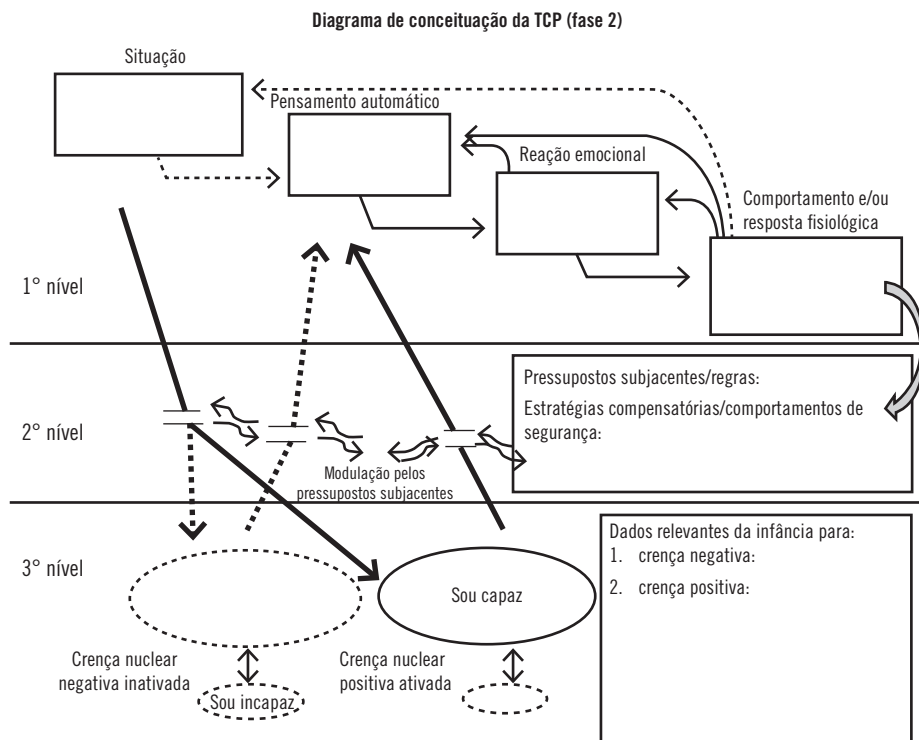 Diagrama de conceituação da TCP (fase 2)
Situação
Pensamento automático
Reação emocional
Comportamento e/ou
resposta fisiológica
1° nível
Pressupostos subjacentes/regras:
Estratégias compensatórias/comportamentos de
segurança:
2° nível
Modulação pelos
pressupostos subjacentes
Dados relevantes da infância para:
1. crença negativa:
2. crença positiva:
3° nível
Sou capaz
Crença nuclear
negativa inativada
Sou incapaz
Crença nuclear
positiva ativada